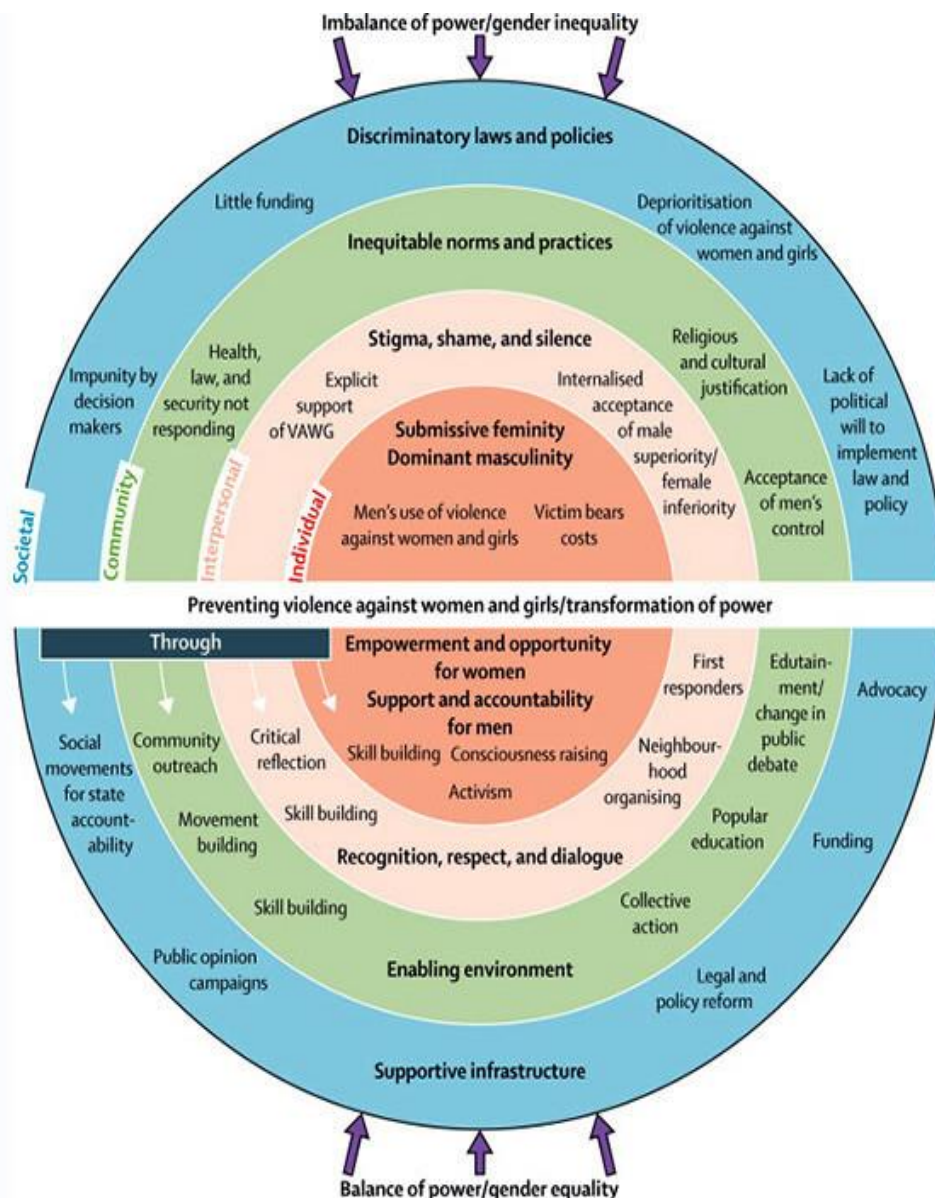 Imbalance of power/gender inequality
Discriminatory laws and policies
Little funding
Deprioritisation
of violence against
women and girls
Inequitable norms and practices
Stigma, shame, and silence
Impunity by
decision
makers
Health,
law, and
security not
responding
Explicit
support
of VAWG
Internalised
acceptance
of male
superiority/
female
inferiority
Religious
and cultural
justification
Lack of
political
will to
implement
law and
policy
Submissive feminity
Dominant masculinity
Acceptance
of men's
control
Men's use of violence
against women and girls
Victim bears
costs
Societal
Community
Interpersonal
Individual
Preventing violence against women and girls/transformation of power
Through
Empowerment and opportunity
for women
Support and accountability
for men
Skill building
Consciousness raising
Activism
First
responders
Edutain-
ment/
change in
public
debate
Advocacy
Social
movements
for state
account-
ability
Community
outreach
Critical
reflection
Neighbour-
hood
organising
Movement
building
Skill building
Popular
education
Funding
Recognition, respect, and dialogue
Skill building
Collective
action
Public opinion
campaigns
Enabling environment
Legal and
policy reform
Supportive infrastructure
Balance of power/gender equality